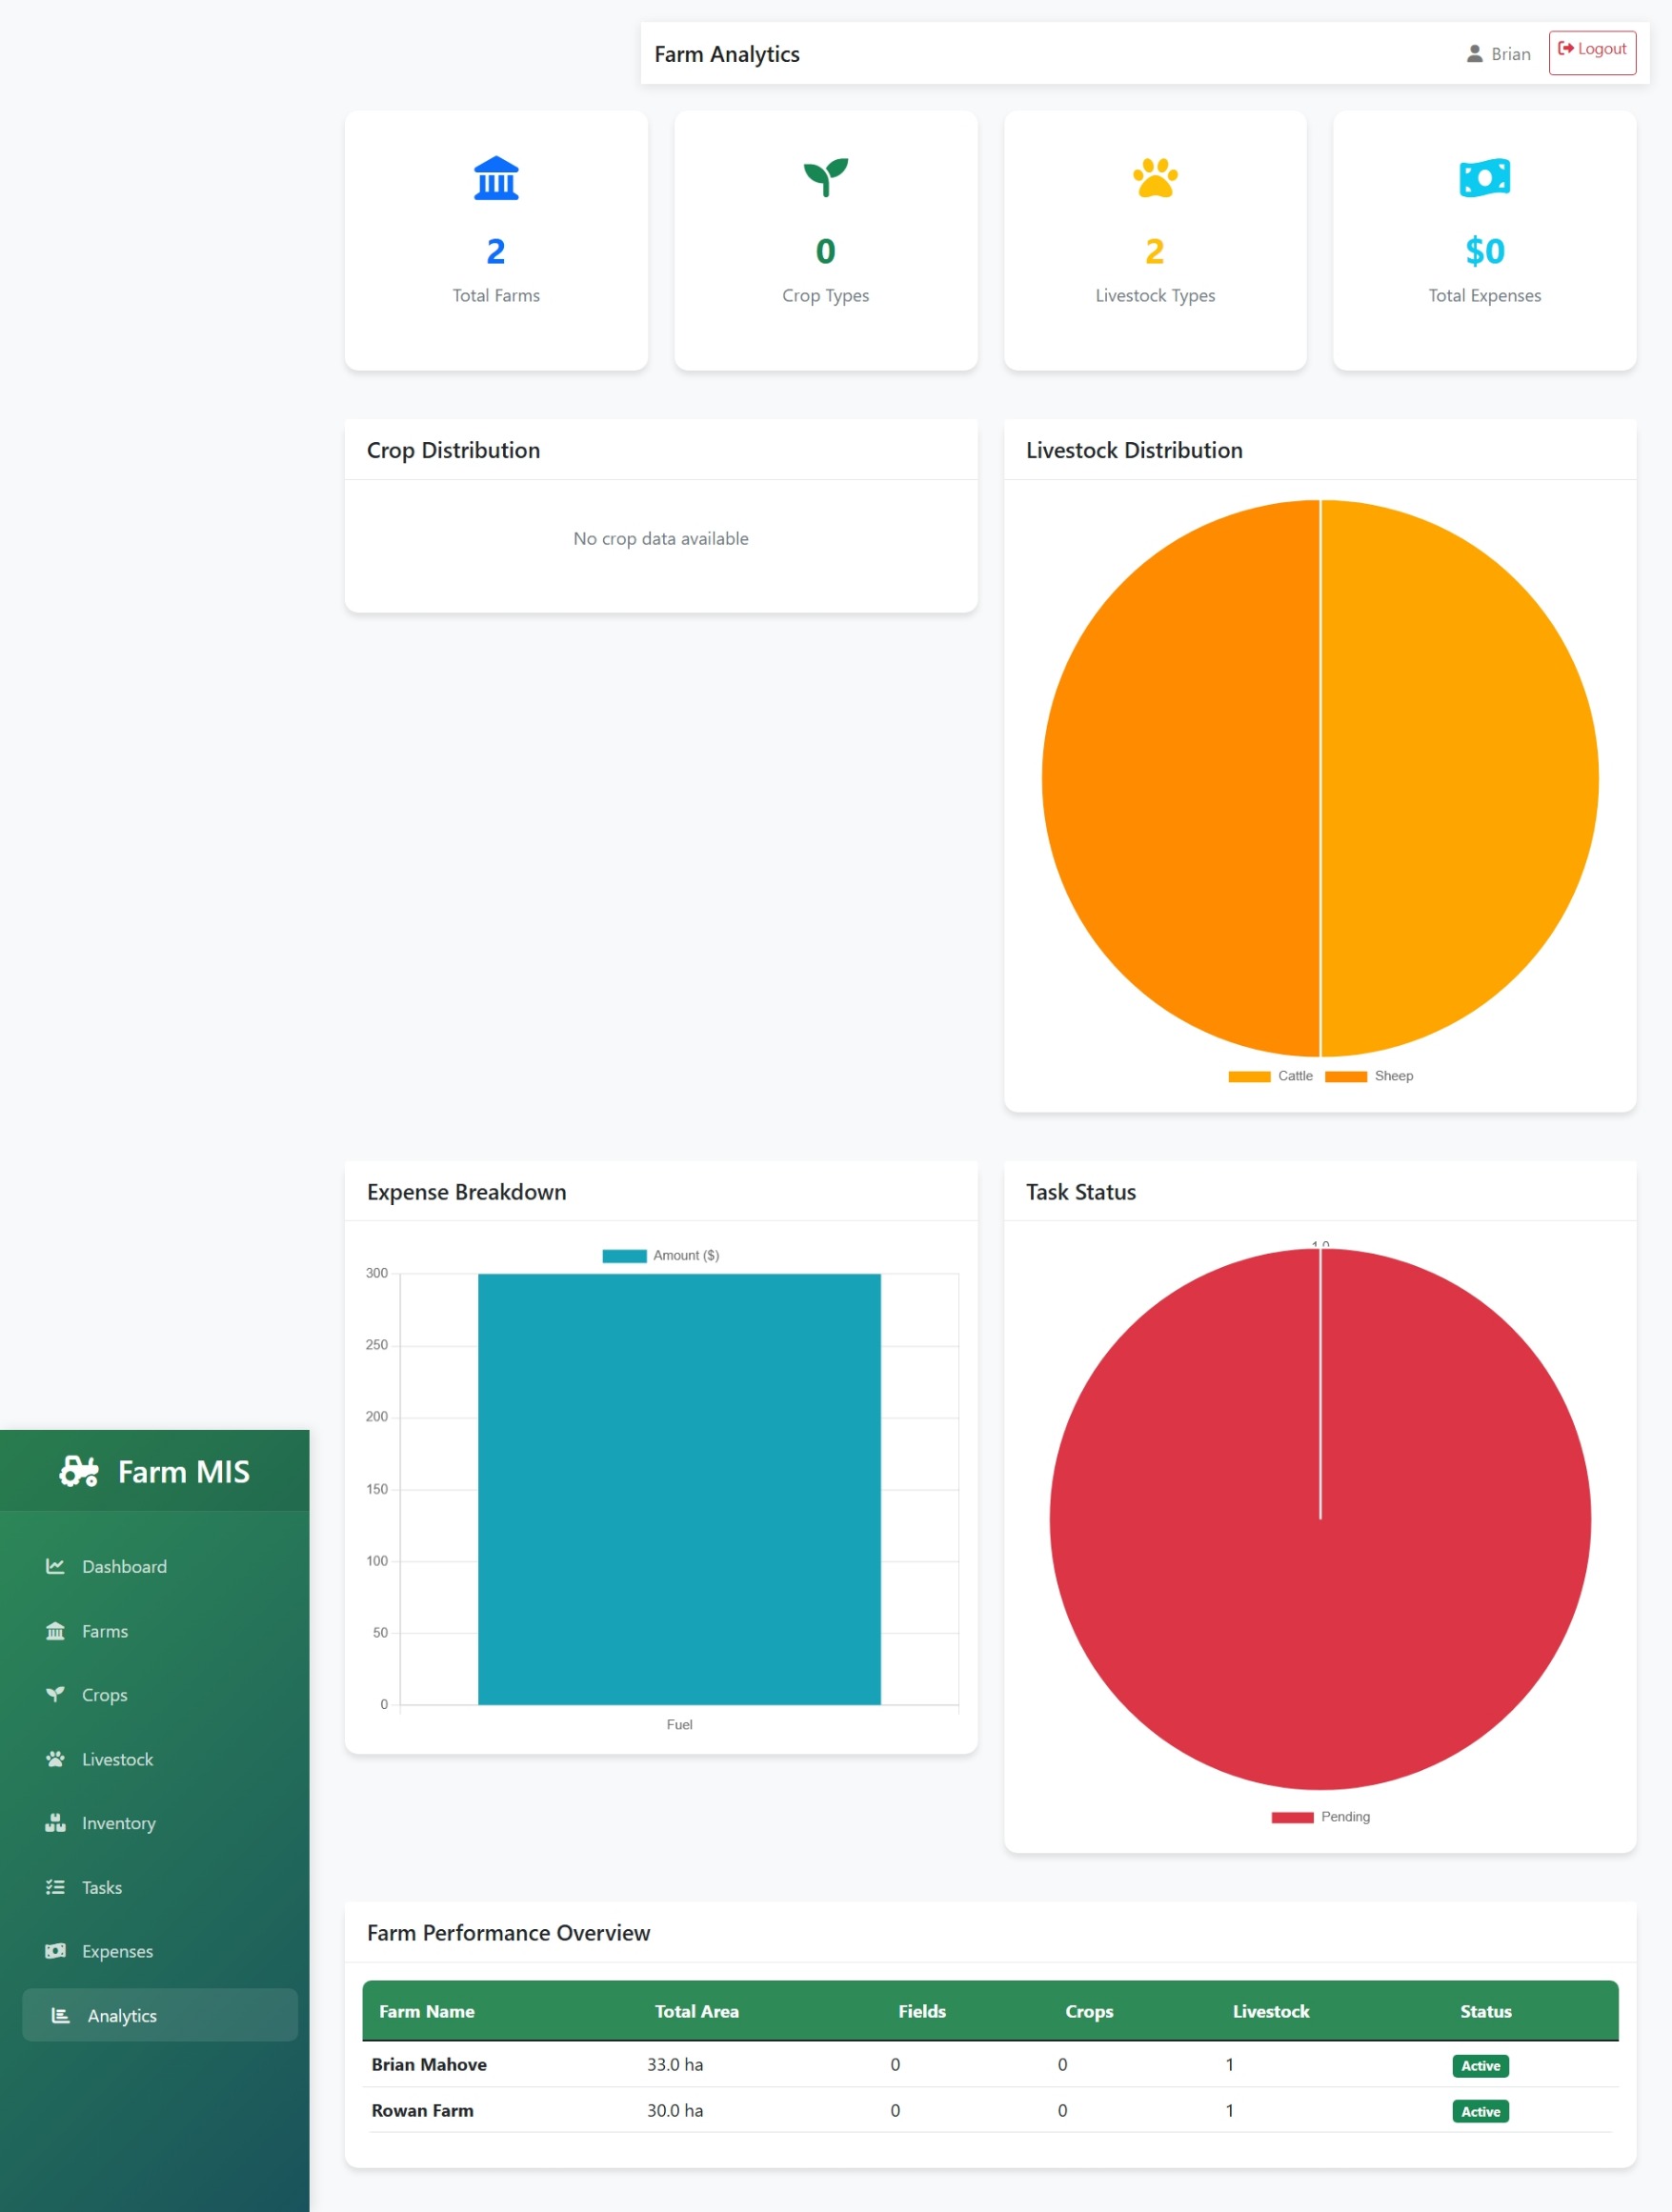 Farm Analytics
Brian
Logout
2
Total Farms
0
Crop Types
2
Livestock Types
$0
Total Expenses
Crop Distribution
No crop data available
Livestock Distribution
Cattle Sheep
Expense Breakdown
Amount ($)
300
250
200
150
100
50
0
Fuel
Task Status
1.0
Pending
Farm MIS
Dashboard
Farms
Crops
Livestock
Inventory
Tasks
Expenses
Analytics
Farm Performance Overview
Farm Name Total Area Fields Crops Livestock Status
Brian Mahove 33.0 ha 0 0 1 Active
Rowan Farm 30.0 ha 0 0 1 Active